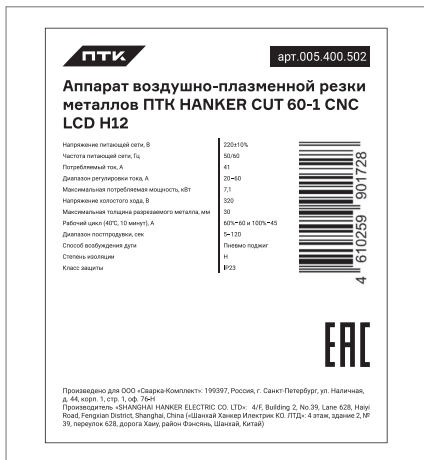 ПТК
арт.005.400.502
Аппарат воздушно-плазменной резки
металлов ПТК HANKER CUT 60-1 CNC
LCD H12
Напряжение питающей сети, В 220±10%
Частота питающей сети, Гц 50/60
Потребляемый ток, А 41
Диапазон регулировки тока, А 20–60
Максимальная потребляемая мощность, кВт 7,1
Напряжение холостого хода, В 320
Максимальная толщина разрезаемого металла, мм 30
Рабочий цикл (40℃, 10 минут), А 60%–60 и 100%–45
Диапазон постпродувки, сек 5–120
Способ возбуждения дуги Пневмо поджиг
Степень изоляции H
Класс защиты IP23
4 610259 901728
EAC
Произведено для ООО «Сварка-Комплект»: 199397, Россия, г. Санкт-Петербург, ул. Наличная,
д. 44, корп. 1, стр. 1, оф. 76-Н
Производитель «SHANGHAI HANKER ELECTRIC CO. LTD»: 4/F, Building 2, No.39, Lane 628, Haiyi
Road, Fengxian District, Shanghai, China («Шанхай Ханкер Илектрик КО. ЛТД»: 4 этаж, здание 2, №
39, переулок 628, дорога Хаиу, район Фэнсянь, Шанхай, Китай)